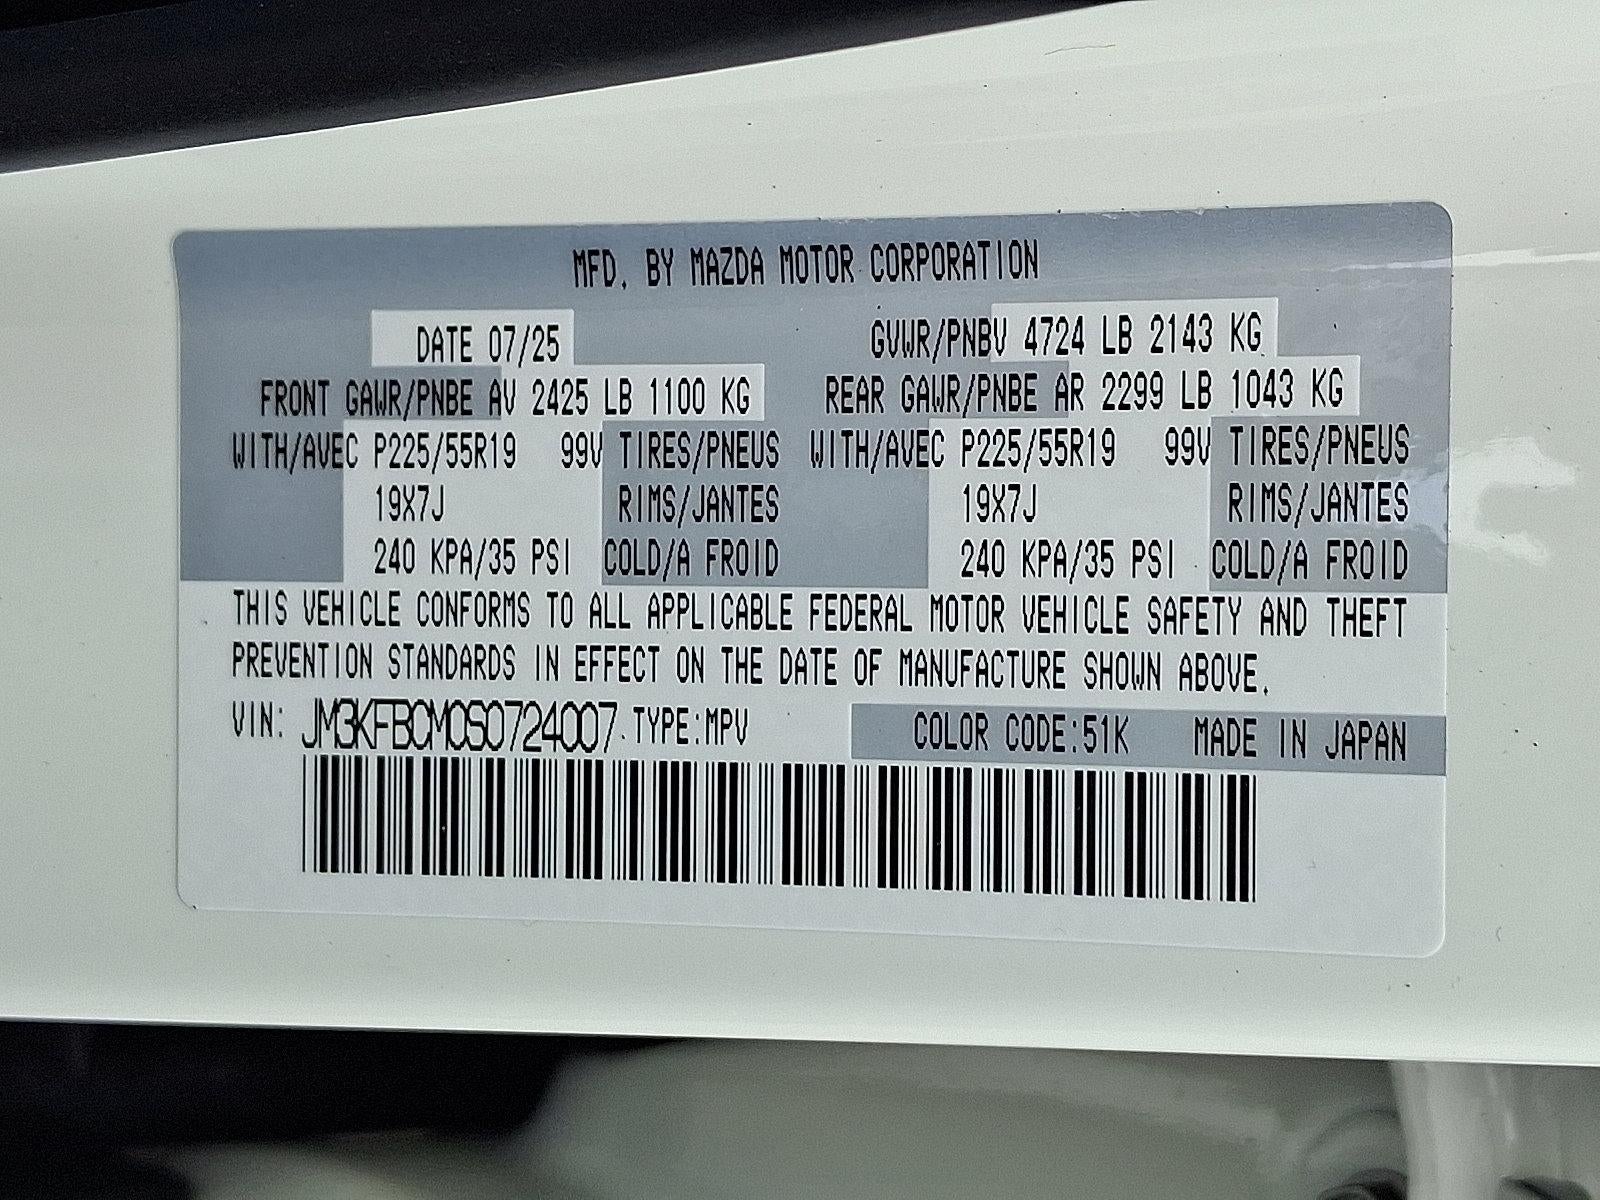 MFD. BY MAZDA MOTOR CORPORATION
DATE 07/25 GVWR/PNBV 4724 LB 2143 KG
FRONT GAWR/PNBE AV 2425 LB 1100 KG REAR GAWR/PNBE AR 2299 LB 1043 KG
WITH/AVEC P225/55R19 99V TIRES/PNEUS WITH/AVEC P225/55R19 99V TIRES/PNEUS
19X7J RIMS/JANTES 19X7J RIMS/JANTES
240 KPA/35 PSI COLD/A FROID 240 KPA/35 PSI COLD/A FROID
THIS VEHICLE CONFORMS TO ALL APPLICABLE FEDERAL MOTOR VEHICLE SAFETY AND THEFT
PREVENTION STANDARDS IN EFFECT ON THE DATE OF MANUFACTURE SHOWN ABOVE.
VIN: JM3KFBCM0S0724007 TYPE:MPV COLOR CODE:51K MADE IN JAPAN